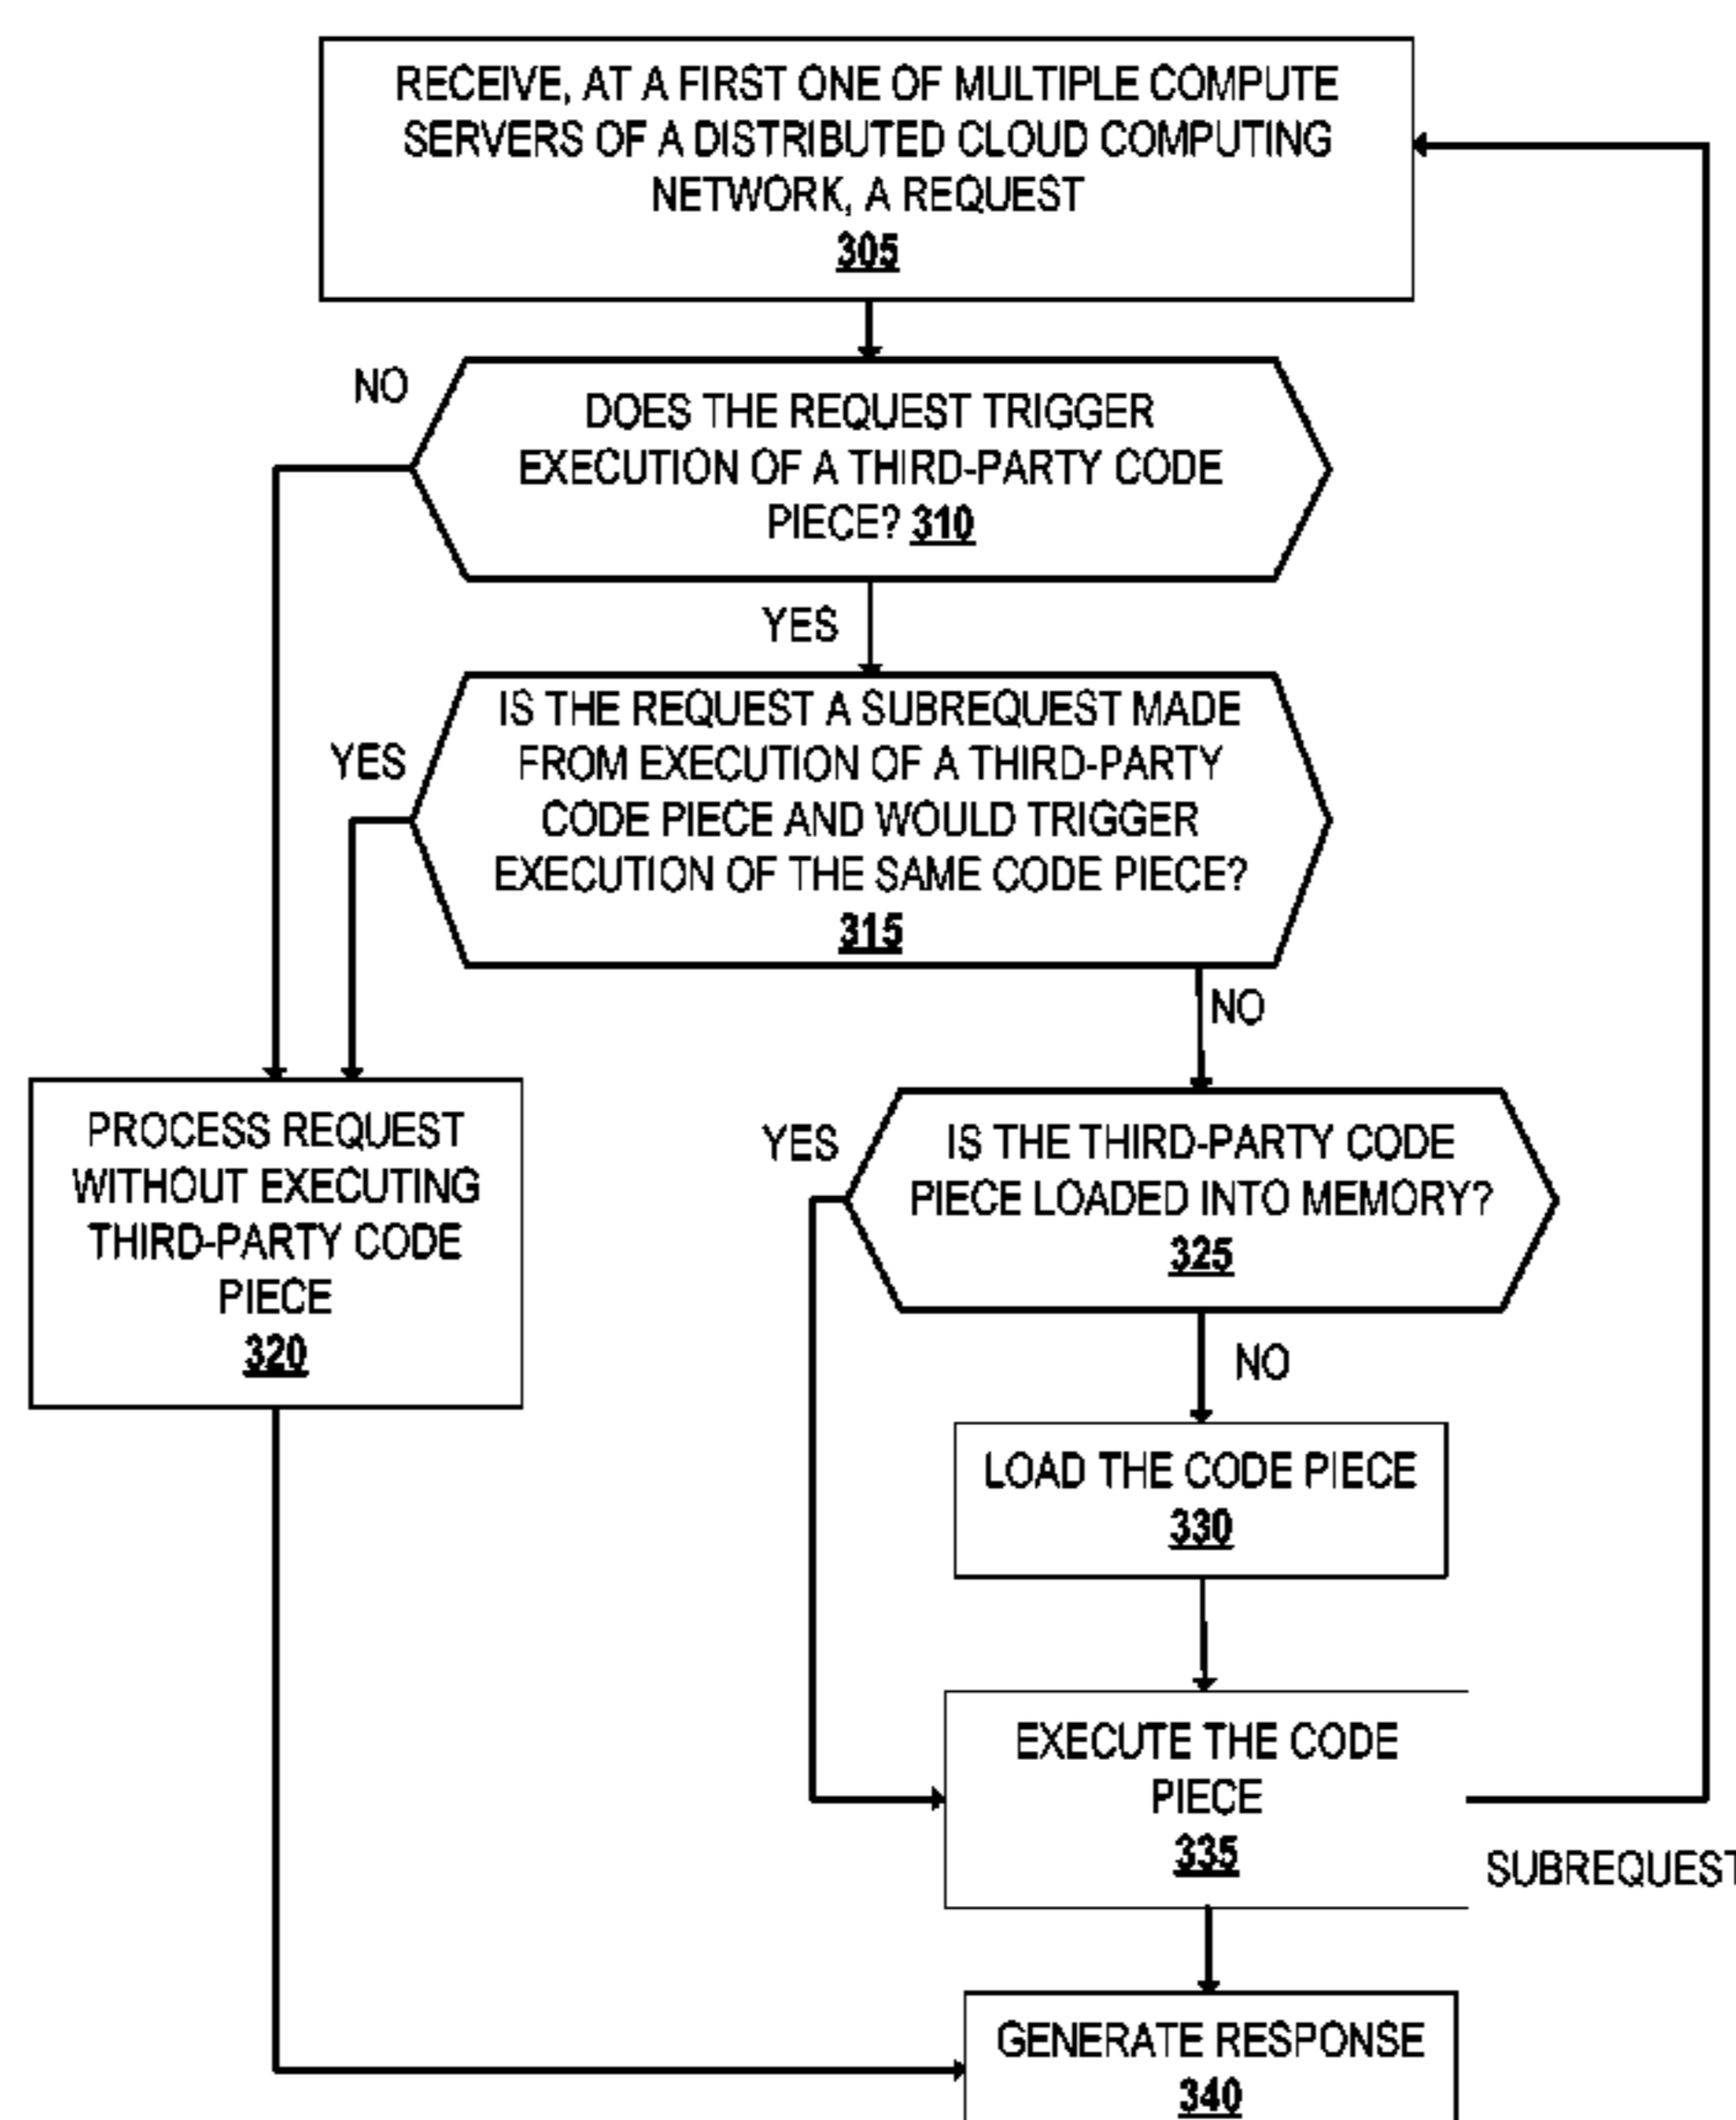 RECEIVE, AT A FIRST ONE OF MULTIPLE COMPUTE
SERVERS OF A DISTRIBUTED CLOUD COMPUTING
NETWORK, A REQUEST
305
NO
DOES THE REQUEST TRIGGER
EXECUTION OF A THIRD-PARTY CODE
PIECE? 310
YES
IS THE REQUEST A SUBREQUEST MADE
FROM EXECUTION OF A THIRD-PARTY
CODE PIECE AND WOULD TRIGGER
EXECUTION OF THE SAME CODE PIECE?
315
YES
NO
PROCESS REQUEST
WITHOUT EXECUTING
THIRD-PARTY CODE
PIECE
320
YES
IS THE THIRD-PARTY CODE
PIECE LOADED INTO MEMORY?
325
NO
LOAD THE CODE PIECE
330
EXECUTE THE CODE
PIECE
335
SUBREQUEST
GENERATE RESPONSE
340